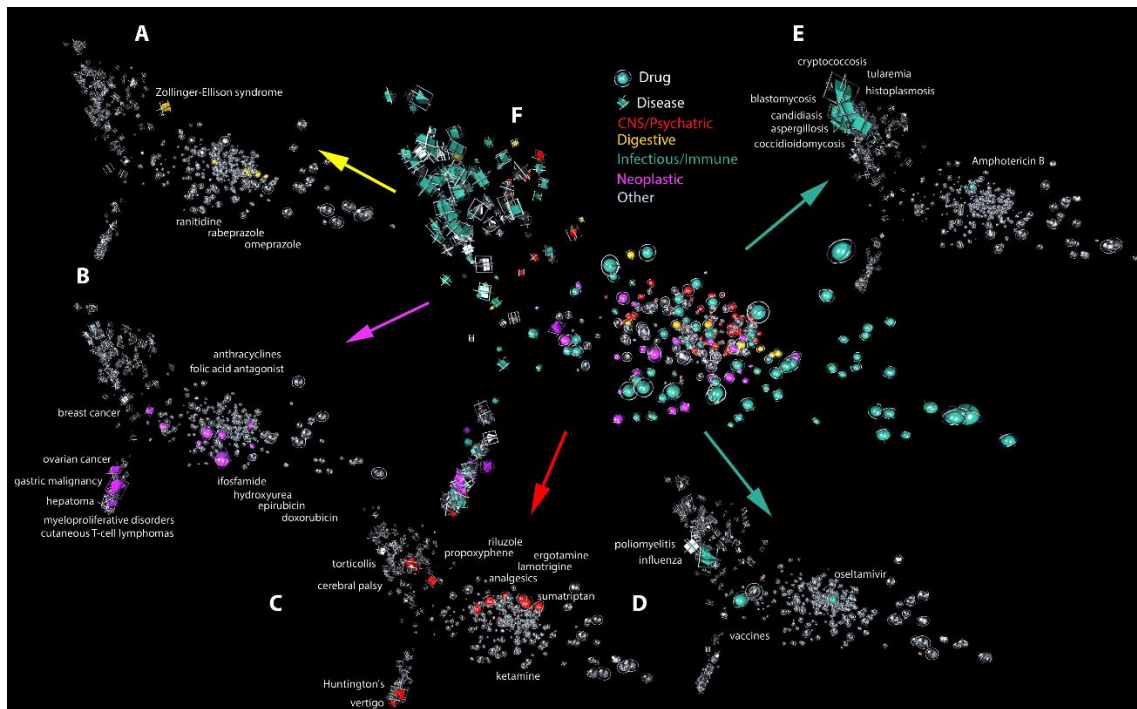 A
Zollinger-Ellison syndrome
ranitidine
rabeprazole
omeprazole
F
Drug
Disease
CNS/Psychatric
Digestive
Infectious/Immune
Neoplastic
Other
E
cryptococcosis
tularemia
histoplasmosis
blastomycosis
candidiasis
aspergillosis
coccidioidomycosis
Amphotericin B
B
anthracyclines
folic acid antagonist
breast cancer
ovarian cancer
gastric malignancy
hepatoma
myeloproliferative disorders
cutaneous T-cell lymphomas
ifosfamide
hydroxyurea
epirubicin
doxorubicin
C
riluzole
propoxyphene
ergotamine
lamotrigine
analgesics
sumatriptan
torticollis
cerebral palsy
ketamine
Huntington's
vertigo
D
poliomyelitis
influenza
oseltamivir
vaccines